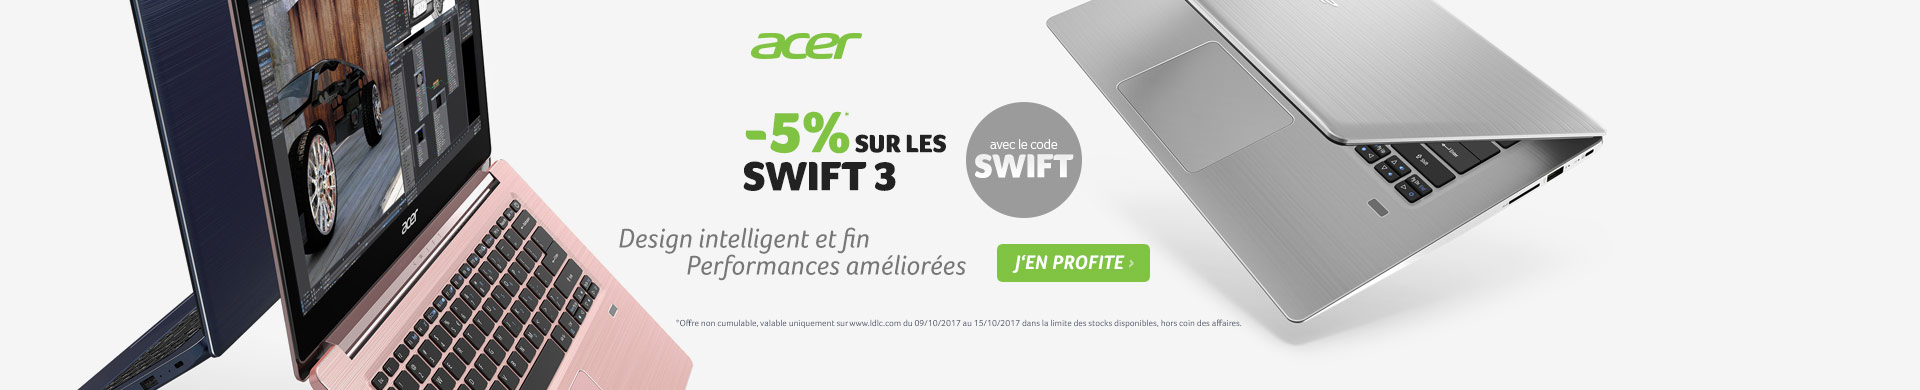 acer
-5%* SUR LES
SWIFT 3
avec le code
SWIFT
Design intelligent et fin
Performances améliorées
J'EN PROFITE ›
*Offre non cumulable, valable uniquement sur www.ldlc.com du 09/10/2017 au 15/10/2017 dans la limite des stocks disponibles, hors coin des affaires.
acer